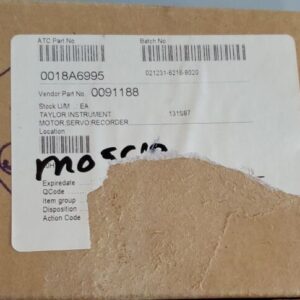 ATC Part No. Batch No.
0018A6995 021231-6216-8020
Vendor Part No. 0091188
Stock U/M : EA
TAYLOR INSTRUMENT 131S87
MOTOR:SERVO:RECORDER
Location
Expiredate
QCode
Item group
Disposition
Action Code